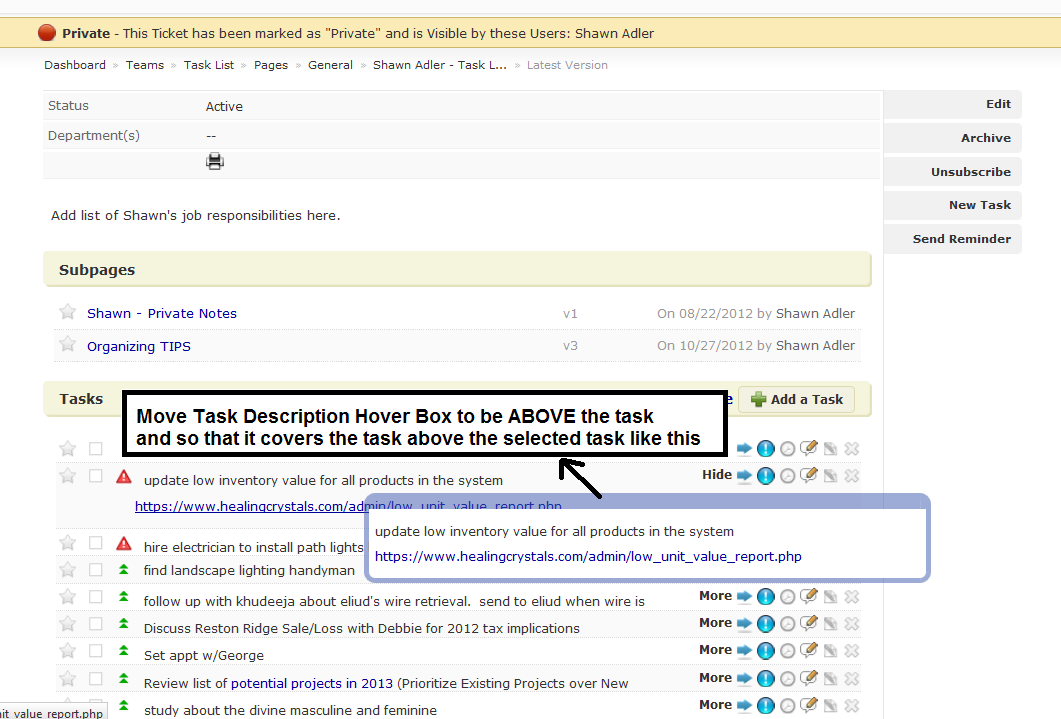 Private - This Ticket has been marked as "Private" and is Visible by these Users: Shawn Adler
Dashboard » Teams » Task List » Pages » General » Shawn Adler - Task L... » Latest Version
Status Active
Edit
Department(s) --
Archive
Unsubscribe
New Task
Add list of Shawn's job responsibilities here.
Send Reminder
Subpages
Shawn - Private Notes v1 On 08/22/2012 by Shawn Adler
Organizing TIPS v3 On 10/27/2012 by Shawn Adler
Tasks
Add a Task
Move Task Description Hover Box to be ABOVE the task
and so that it covers the task above the selected task like this
update low inventory value for all products in the system Hide
https://www.healingcrystals.com/admin/low_unit_value_report.php
update low inventory value for all products in the system
https://www.healingcrystals.com/admin/low_unit_value_report.php
hire electrician to install path lights
find landscape lighting handyman
follow up with khudeeja about eliud's wire retrieval. send to eliud when wire is More
Discuss Reston Ridge Sale/Loss with Debbie for 2012 tax implications More
Set appt w/George More
Review list of potential projects in 2013 (Prioritize Existing Projects over New More
study about the divine masculine and feminine More
nit_value_report.php